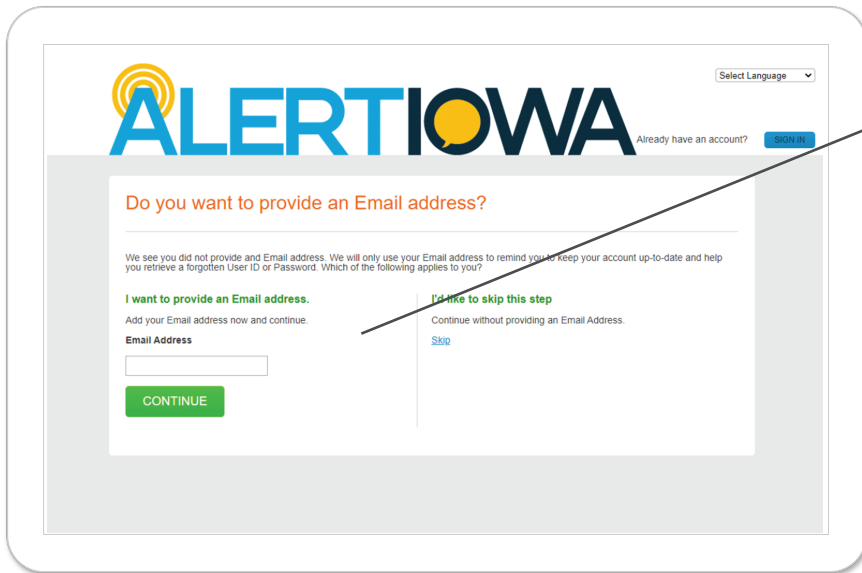 Select Language
ALERTIOWA
Already have an account?
SIGN IN
Do you want to provide an Email address?
We see you did not provide and Email address. We will only use your Email address to remind you to keep your account up-to-date and help
you retrieve a forgotten User ID or Password. Which of the following applies to you?
I want to provide an Email address.
Add your Email address now and continue.
Email Address
CONTINUE
I'd like to skip this step
Continue without providing an Email Address.
Skip